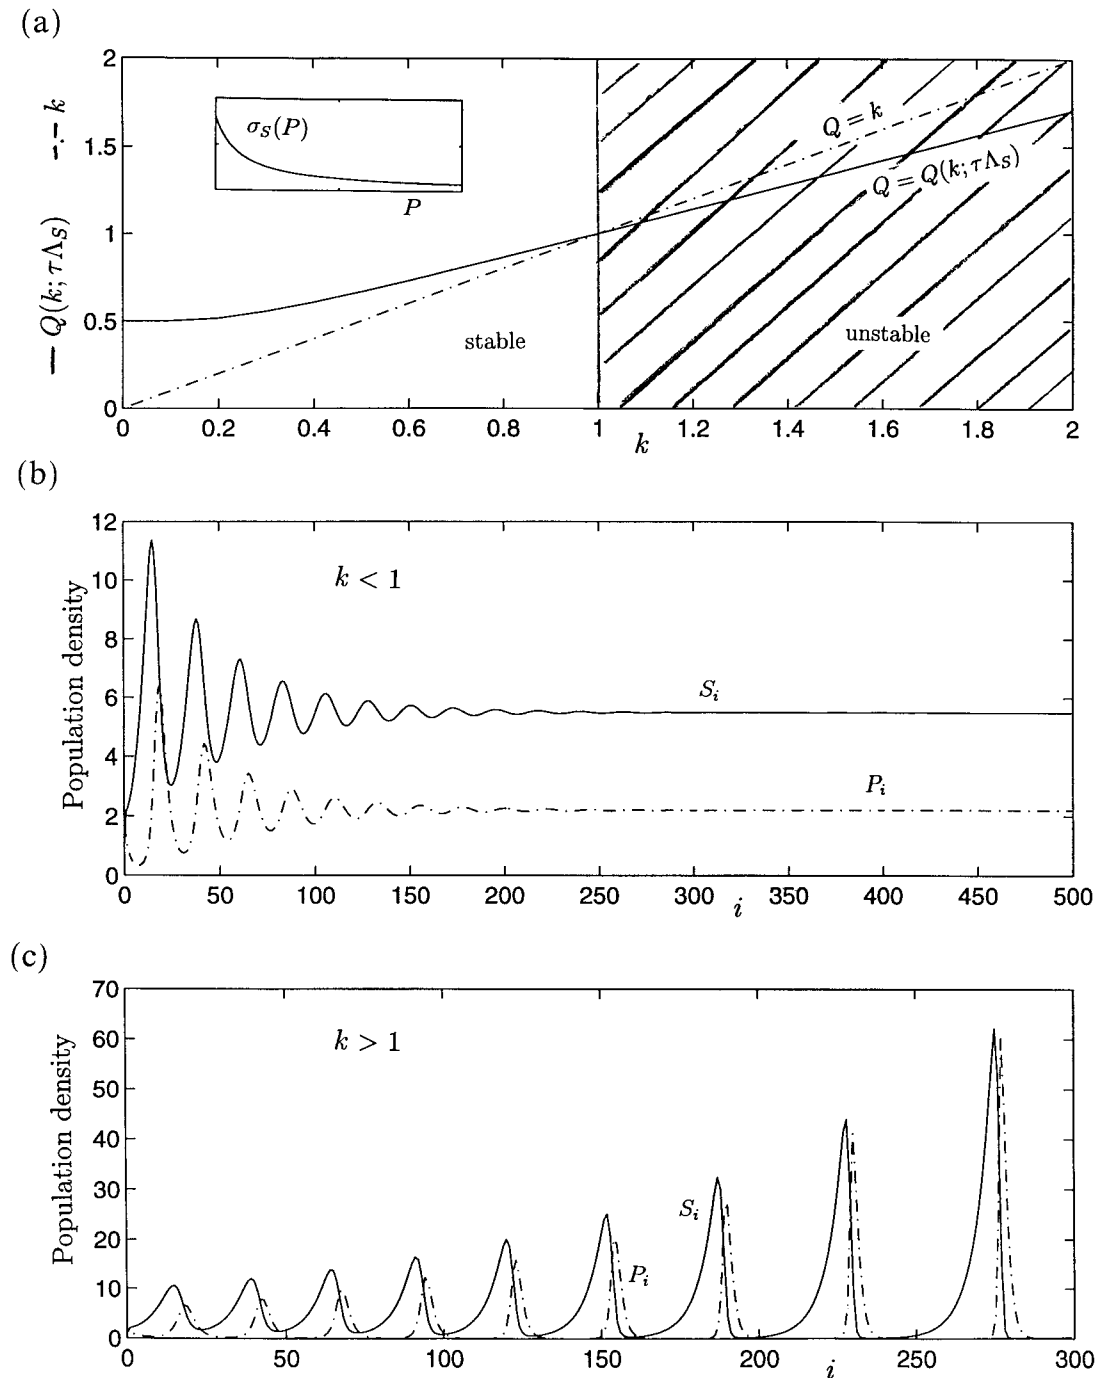 (a)
— Q(k; τΛ_S) –·– k
2
1.5
1
0.5
0
σ_S(P)
P
Q = k
Q = Q(k; τΛ_S)
stable
unstable
0 0.2 0.4 0.6 0.8 1 1.2 1.4 1.6 1.8 2
k
(b)
Population density
12
10
8
6
4
2
0
k < 1
S_i
P_i
0 50 100 150 200 250 300 350 400 450 500
i
(c)
Population density
70
60
50
40
30
20
10
0
k > 1
S_i
P_i
0 50 100 150 200 250 300
i